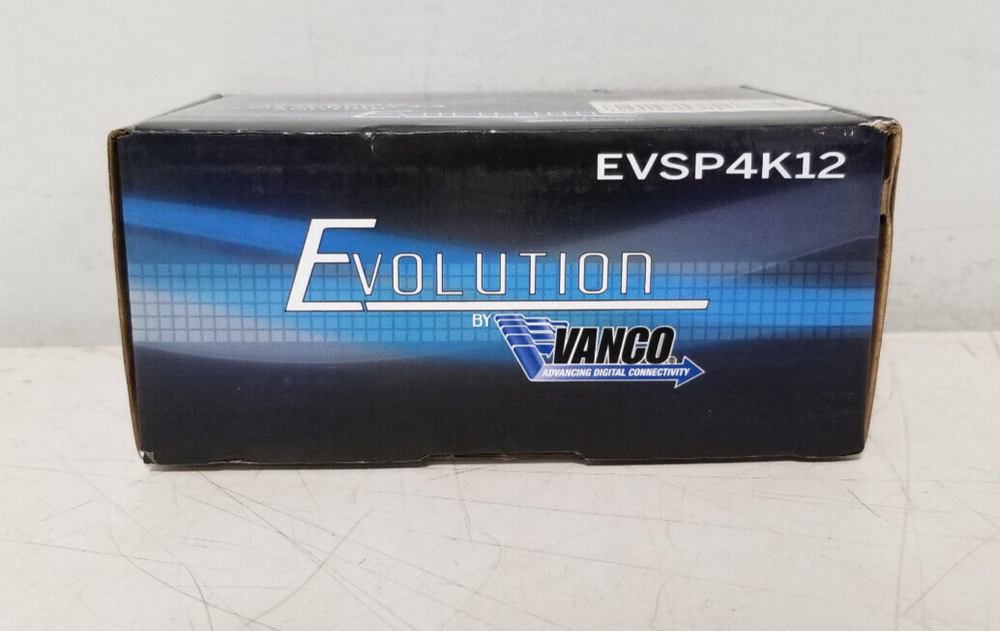 EVSP4K12
EVOLUTION
BY VANCO®
ADVANCING DIGITAL CONNECTIVITY